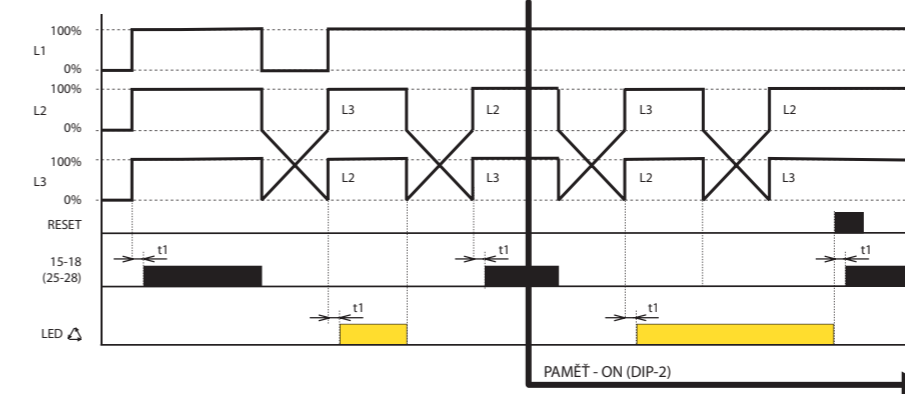 100%
L1
0%
100%
L2 L3 L2 L3 L2
0%
100%
L3 L2 L3 L2 L3
0%
RESET
15-18 t1 t1 t1
(25-28)
t1 t1
LED
PAMĚŤ - ON (DIP-2)